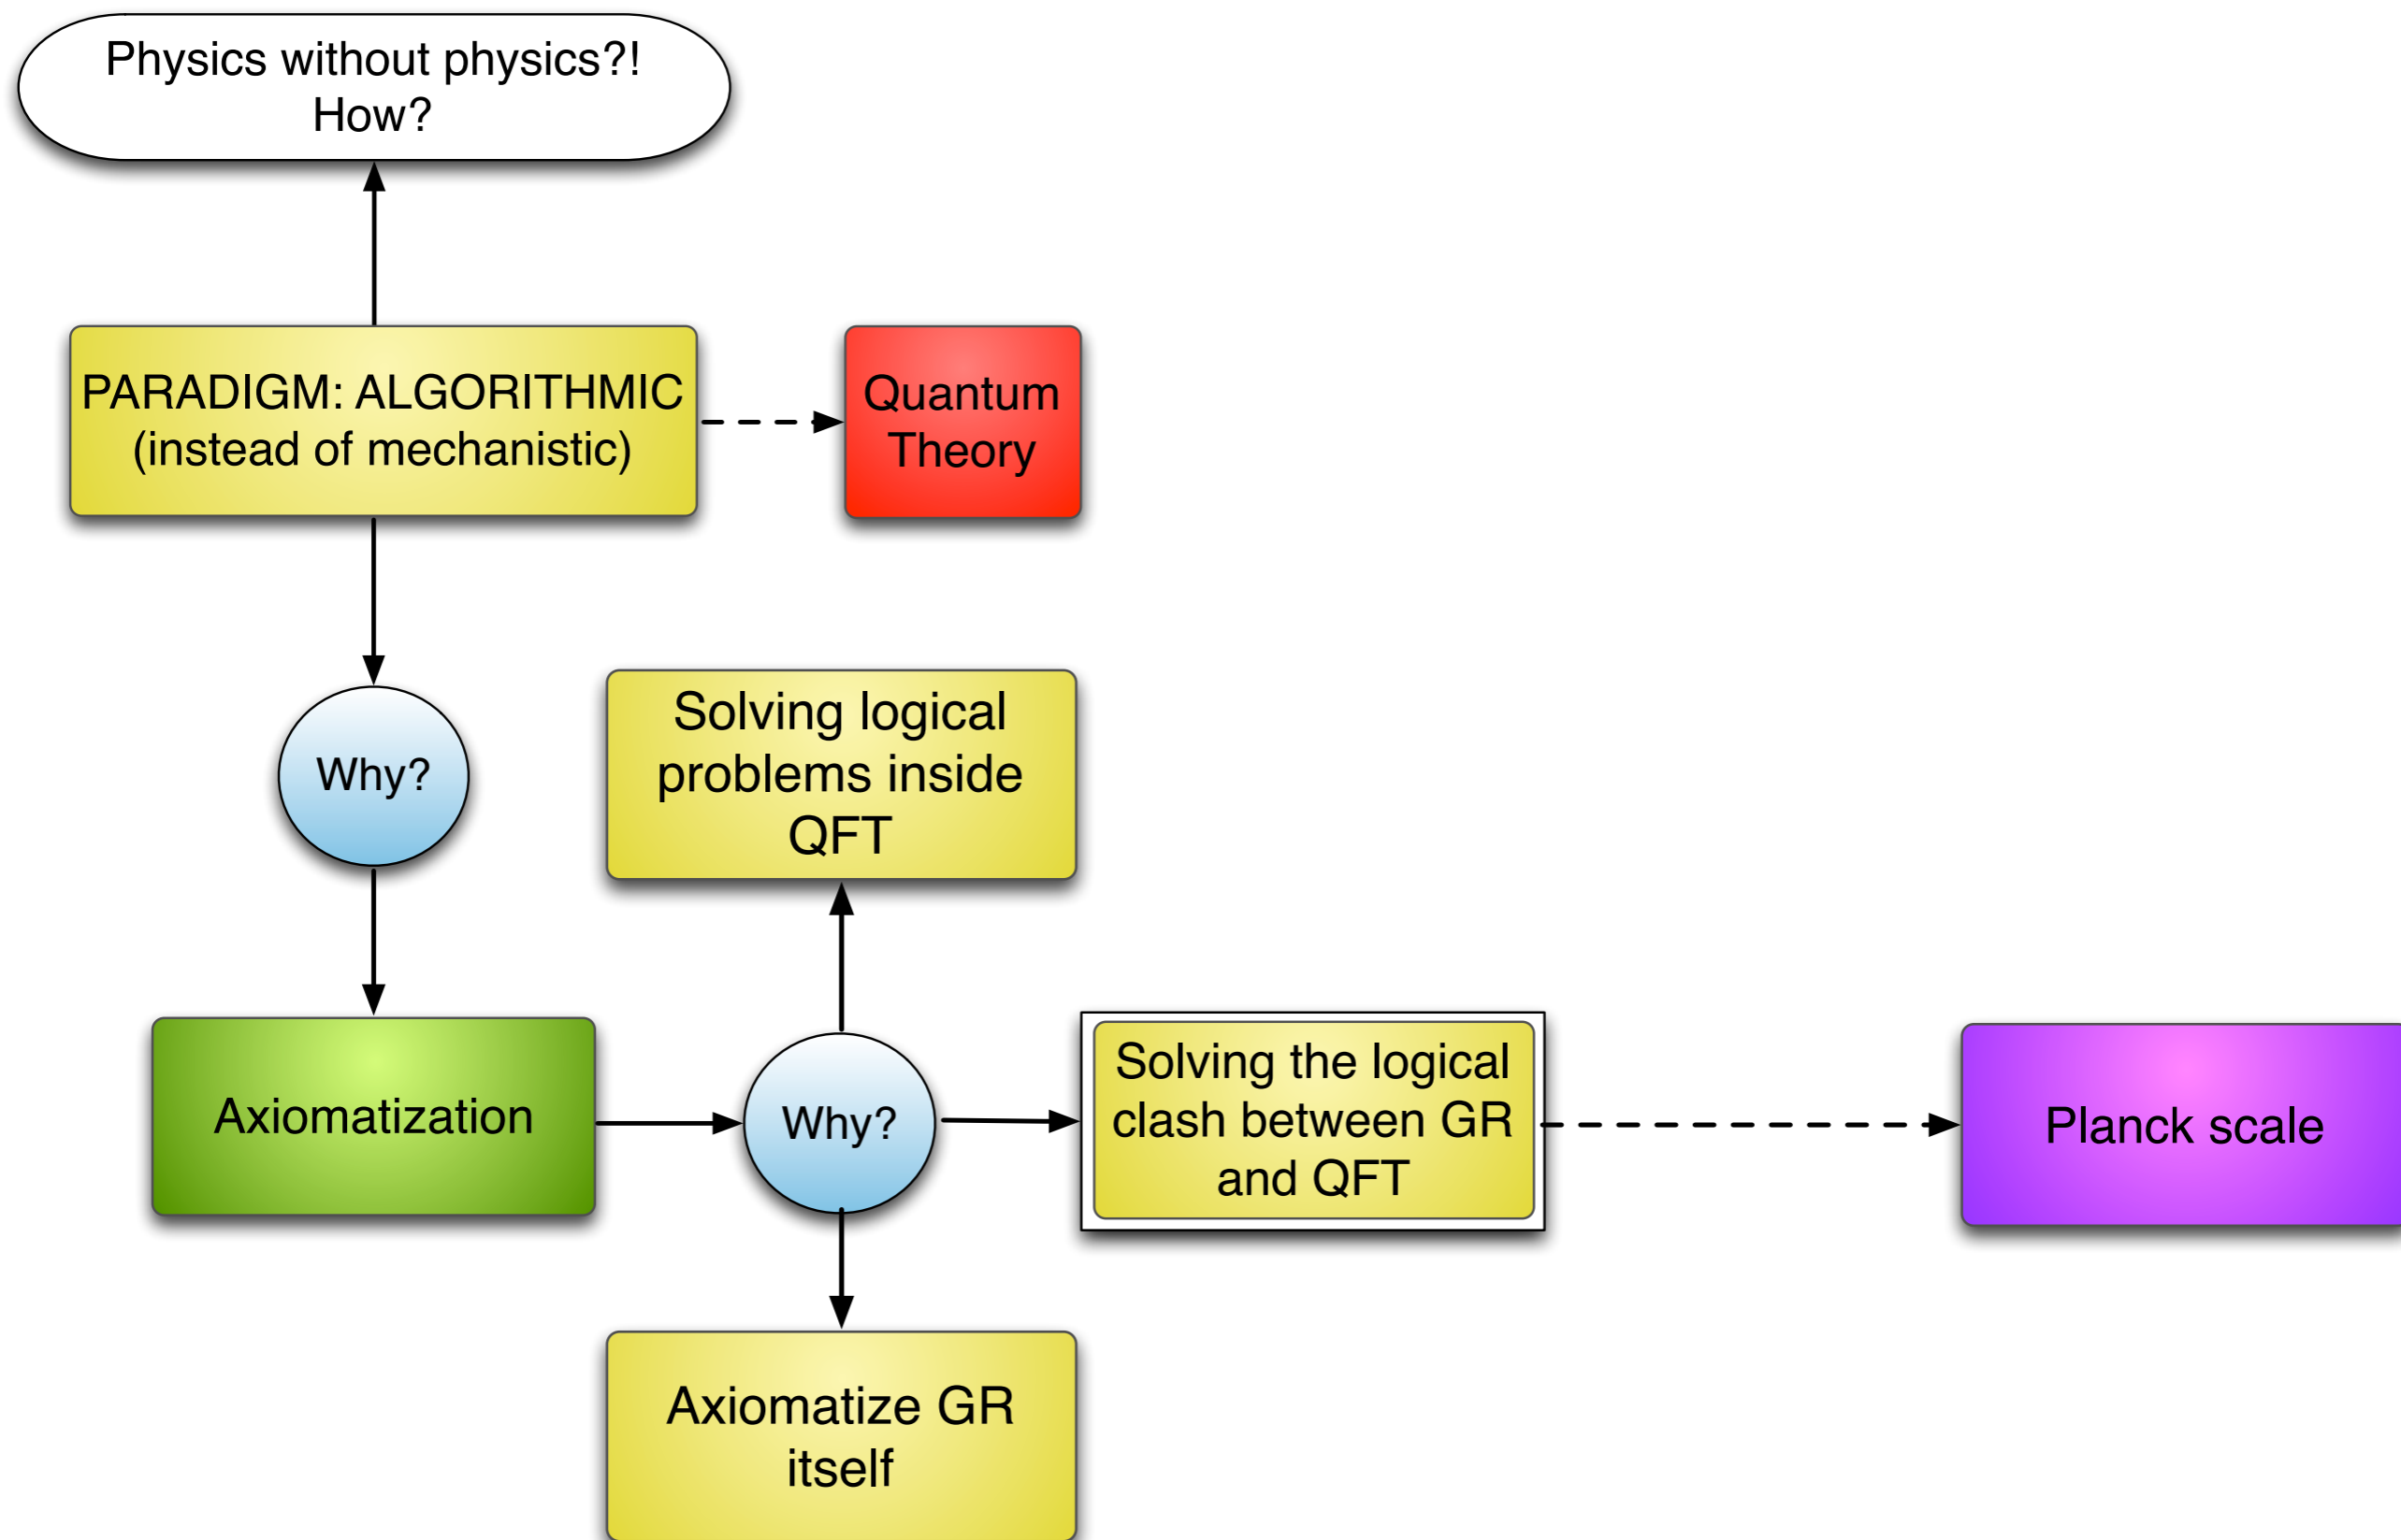 Physics without physics?!
How?
PARADIGM: ALGORITHMIC
(instead of mechanistic)
Quantum
Theory
Why?
Solving logical
problems inside
QFT
Axiomatization
Why?
Solving the logical
clash between GR
and QFT
Planck scale
Axiomatize GR
itself